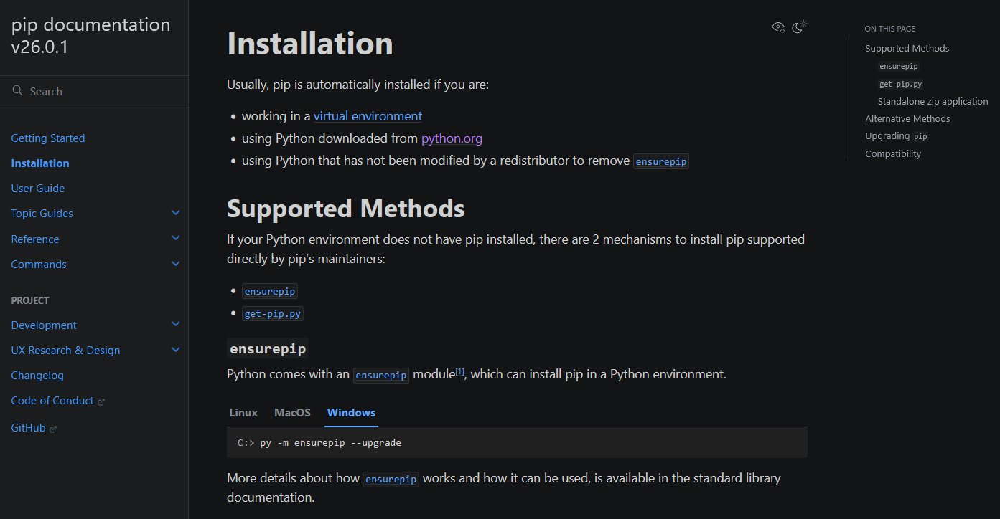 pip documentation
v26.0.1
Search
Getting Started
Installation
User Guide
Topic Guides
Reference
Commands
PROJECT
Development
UX Research & Design
Changelog
Code of Conduct
GitHub
Installation
Usually, pip is automatically installed if you are:
• working in a virtual environment
• using Python downloaded from python.org
• using Python that has not been modified by a redistributor to remove ensurepip
Supported Methods
If your Python environment does not have pip installed, there are 2 mechanisms to install pip supported
directly by pip’s maintainers:
• ensurepip
• get-pip.py
ensurepip
Python comes with an ensurepip module[1], which can install pip in a Python environment.
Linux MacOS Windows
C:> py -m ensurepip --upgrade
More details about how ensurepip works and how it can be used, is available in the standard library
documentation.
ON THIS PAGE
Supported Methods
ensurepip
get-pip.py
Standalone zip application
Alternative Methods
Upgrading pip
Compatibility